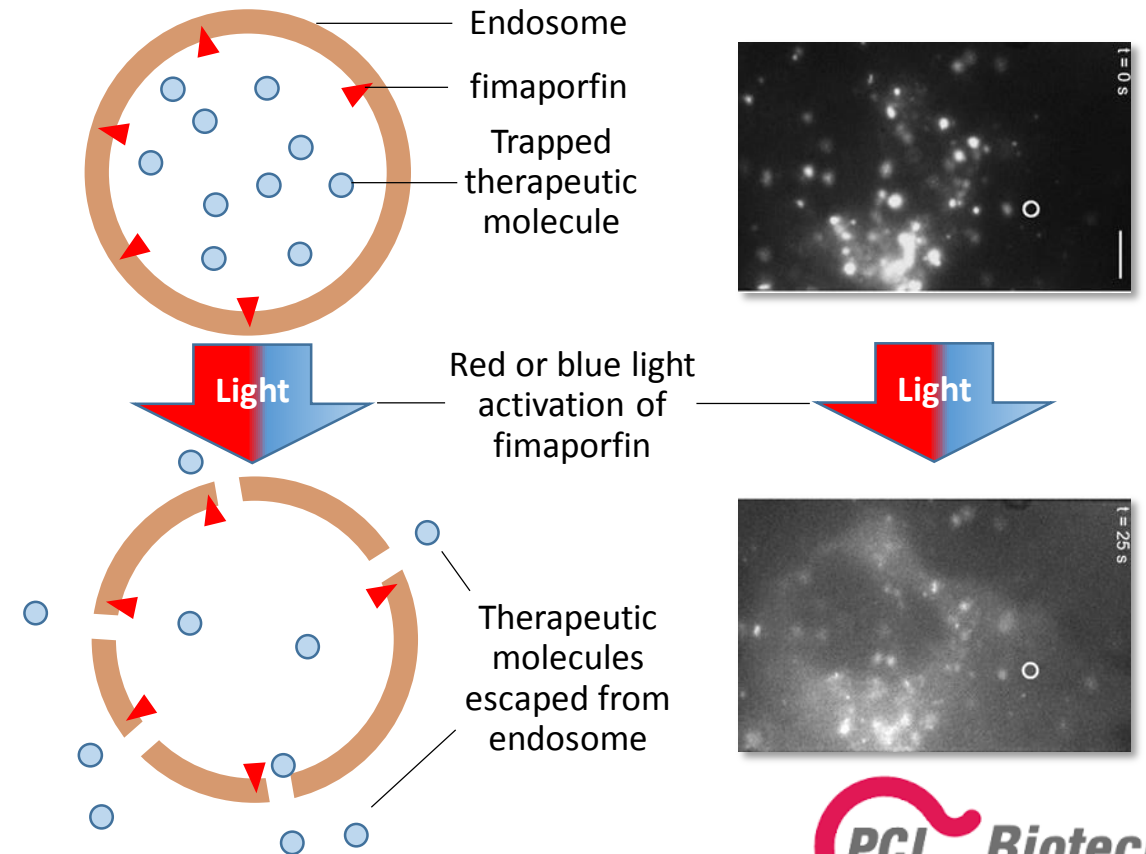 Endosome
fimaporfin
Trapped
therapeutic
molecule
t = 0 s
Light
Red or blue light
activation of
fimaporfin
Light
t = 25 s
Therapeutic
molecules
escaped from
endosome
PCI Biotec